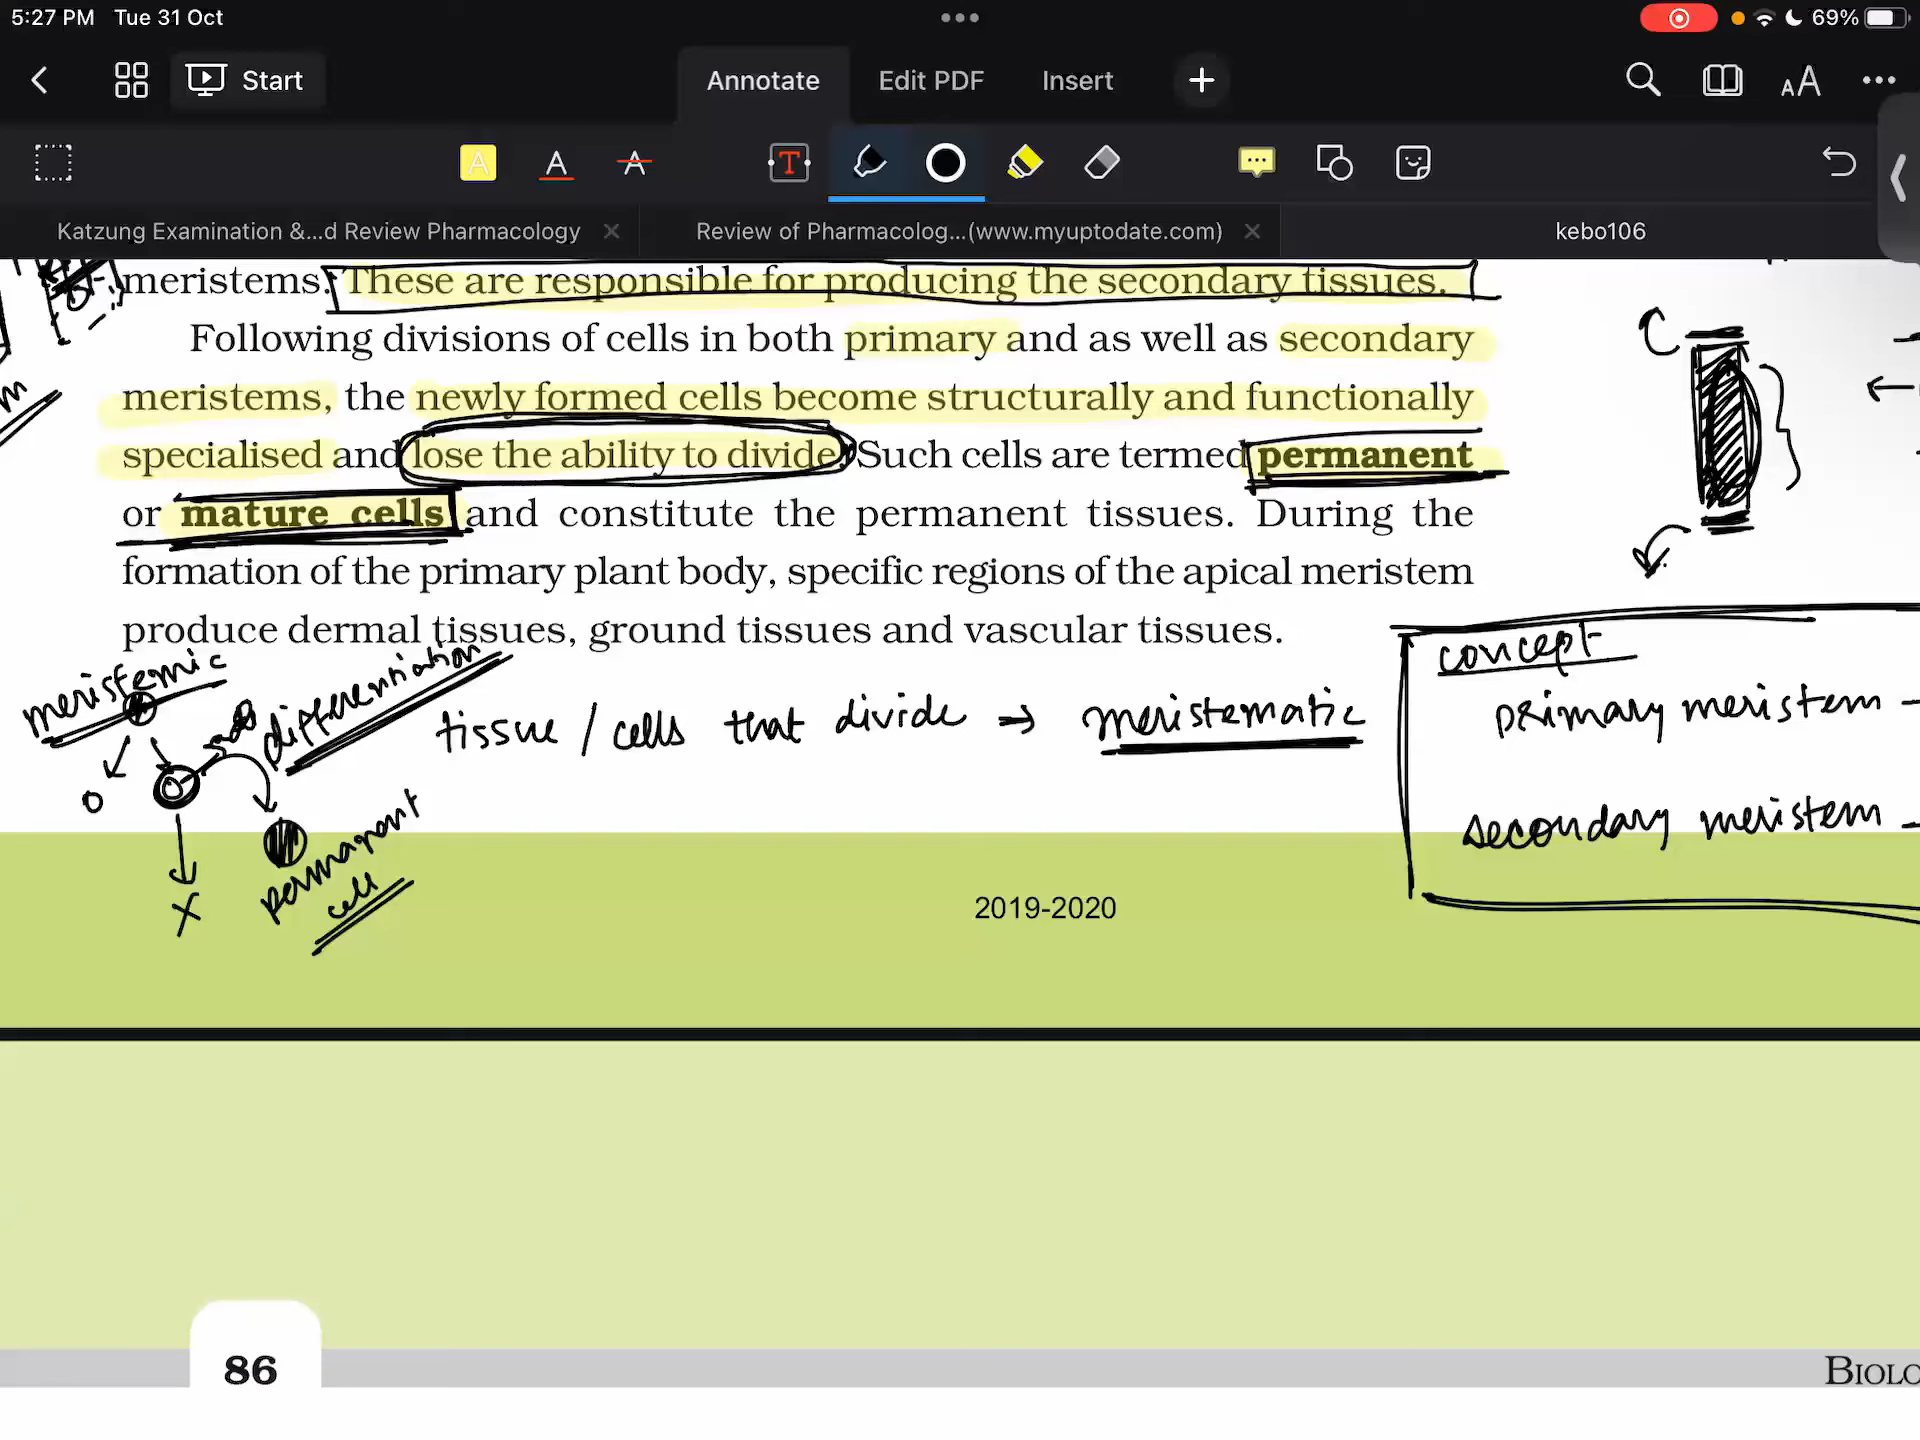 5:27 PM Tue 31 Oct
69%
Start
Annotate
Edit PDF
Insert
Katzung Examination &...d Review Pharmacology
Review of Pharmacolog...(www.myuptodate.com)
kebo106
meristems. These are responsible for producing the secondary tissues.
Following divisions of cells in both primary and as well as secondary
meristems, the newly formed cells become structurally and functionally
specialised and lose the ability to divide. Such cells are termed permanent
or mature cells and constitute the permanent tissues. During the
formation of the primary plant body, specific regions of the apical meristem
produce dermal tissues, ground tissues and vascular tissues.
meristemic
differentiation
tissue / cells that divide → meristematic
permanant
cell
concept
primary meristem -
secondary meristem -
2019-2020
86
BIOLO